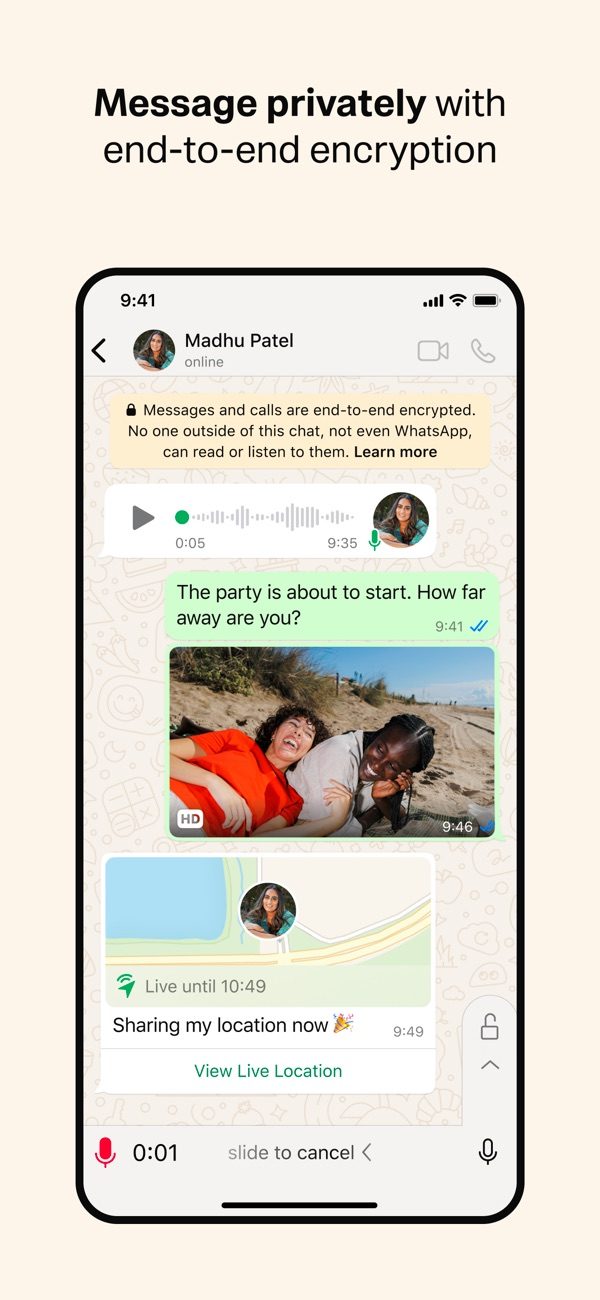 Message privately with
end-to-end encryption
9:41
Madhu Patel
online
Messages and calls are end-to-end encrypted.
No one outside of this chat, not even WhatsApp,
can read or listen to them. Learn more
0:05
9:35
The party is about to start. How far
away are you?
9:41
HD
9:46
Live until 10:49
Sharing my location now 🎉
9:49
View Live Location
0:01
slide to cancel